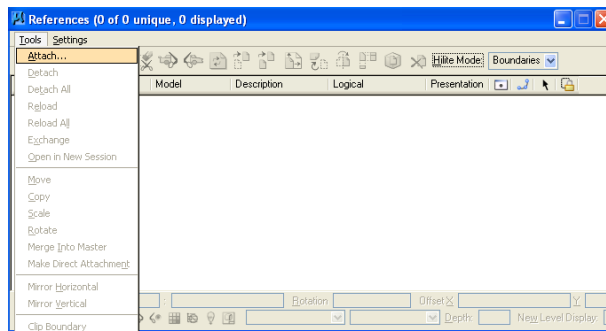 References (0 of 0 unique, 0 displayed)
Tools Settings
Attach...
Hilite Mode: Boundaries
Detach
Model Description Logical Presentation
Detach All
Reload
Reload All
Exchange
Open in New Session
Move
Copy
Scale
Rotate
Merge Into Master
Make Direct Attachment
Mirror Horizontal
: Rotation Offset X Y
Mirror Vertical
Depth: New Level Display:
Clip Boundary